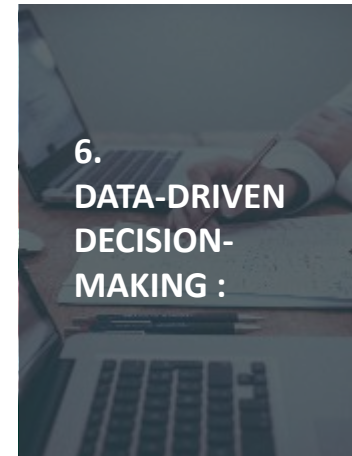 6.
DATA-DRIVEN
DECISION-
MAKING :